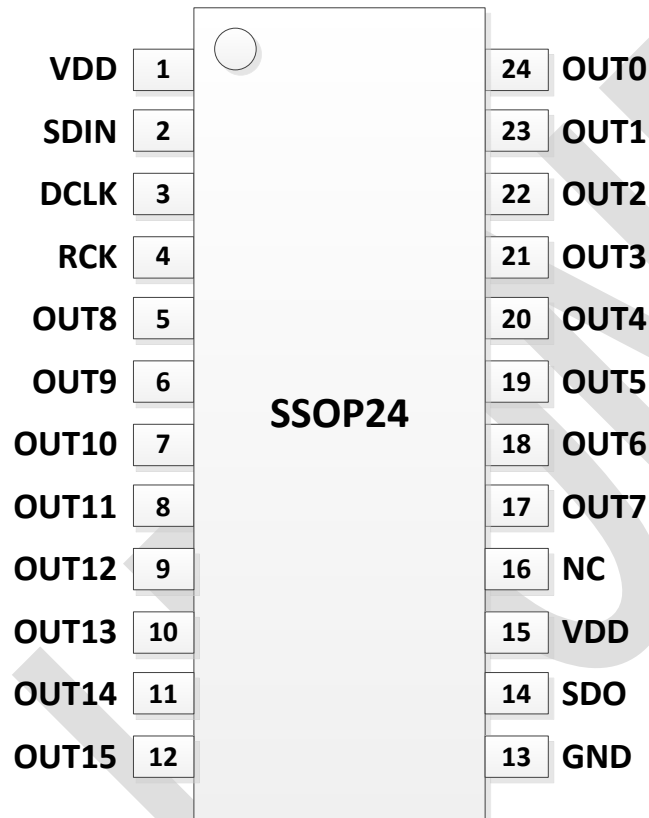 VDD 1 24 OUT0
SDIN 2 23 OUT1
DCLK 3 22 OUT2
RCK 4 21 OUT3
OUT8 5 20 OUT4
OUT9 6 19 OUT5
SSOP24
OUT10 7 18 OUT6
OUT11 8 17 OUT7
OUT12 9 16 NC
OUT13 10 15 VDD
OUT14 11 14 SDO
OUT15 12 13 GND